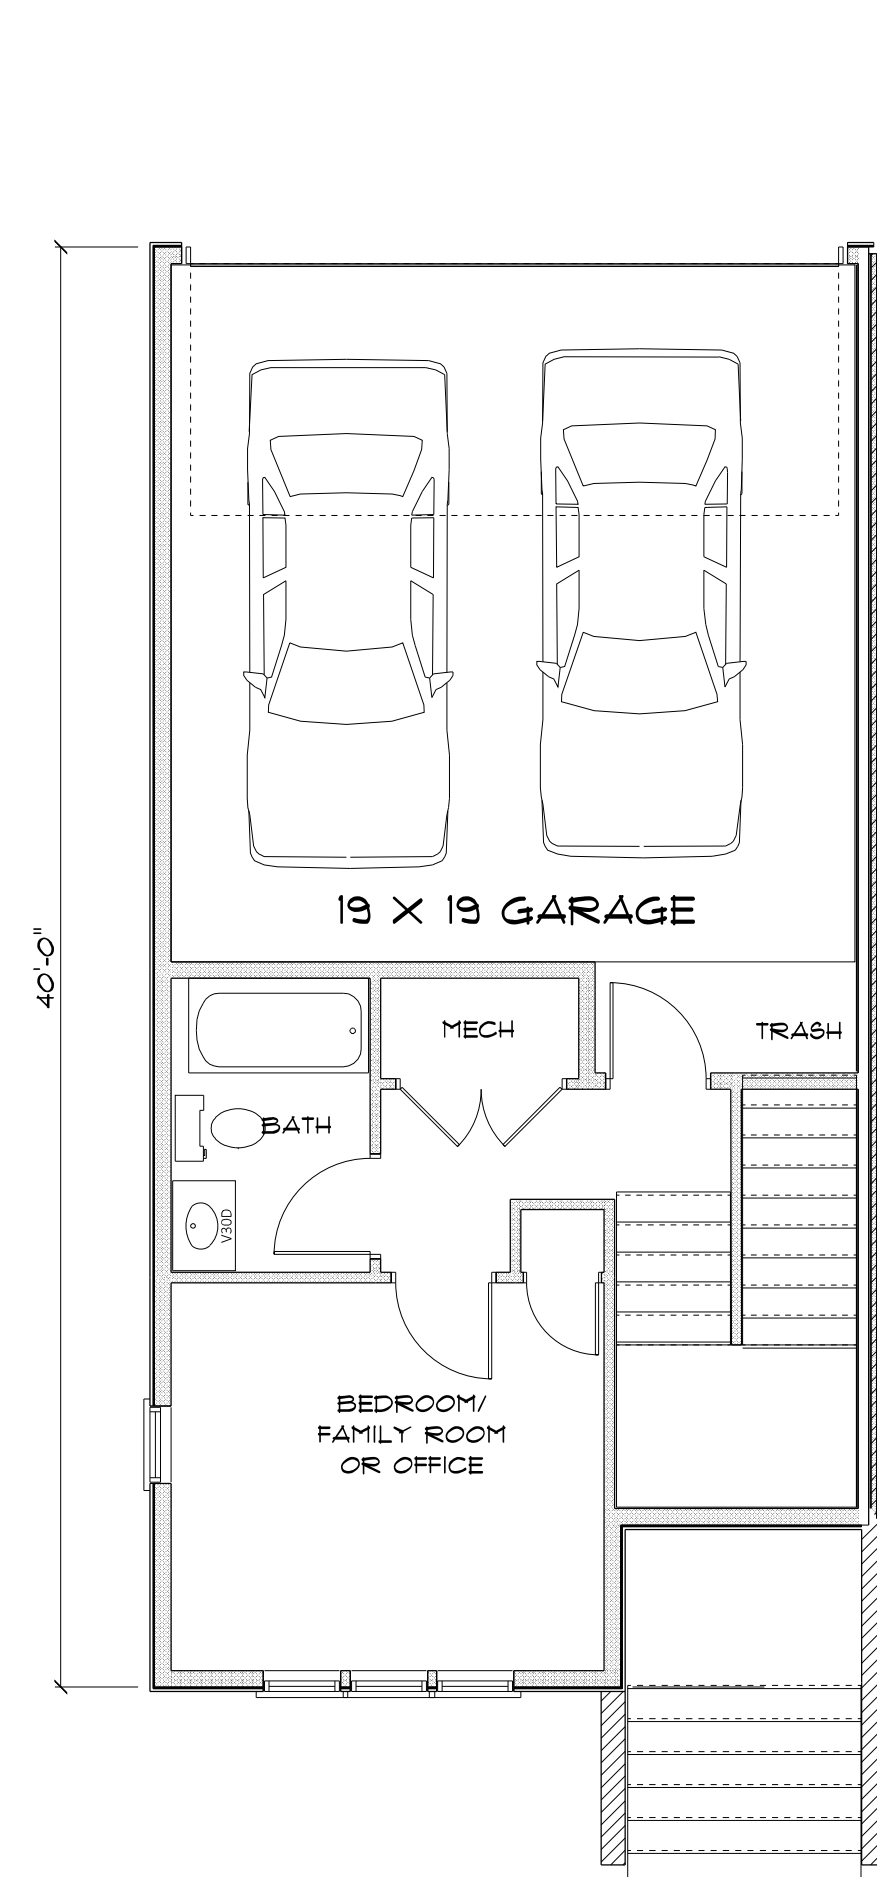 40'-0"
19 X 19 GARAGE
MECH
TRASH
BATH
V30D
BEDROOM/
FAMILY ROOM
OR OFFICE